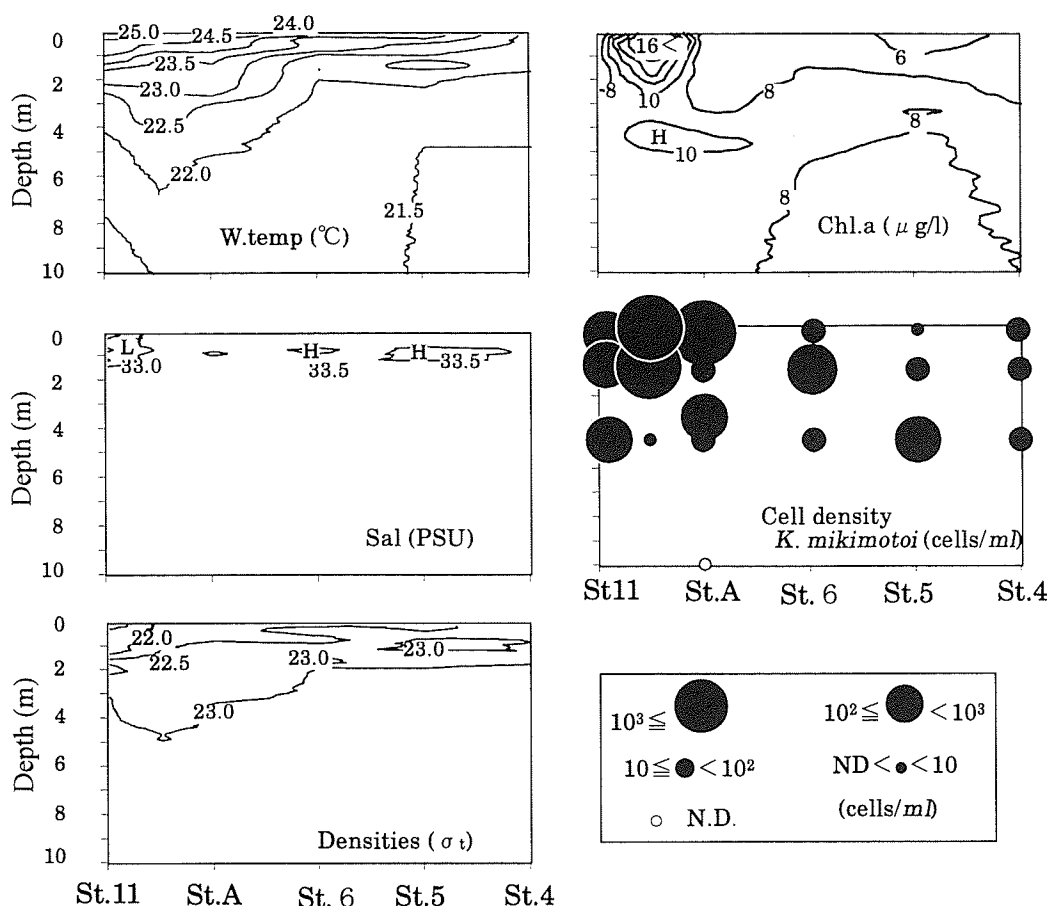 25.0
24.5
24.0
23.5
23.0
22.5
22.0
21.5
W.temp (℃)
Depth (m)
0
2
4
6
8
10
16<
-8
10
8
6
H
10
8
8
8
Chl.a (μg/l)
L
33.0
H
33.5
H
33.5
Sal (PSU)
Depth (m)
0
2
4
6
8
10
Cell density
K. mikimotoi (cells/ml)
St11
St.A
St. 6
St.5
St.4
22.0
22.5
23.0
23.0
23.0
Densities (σt)
Depth (m)
0
2
4
6
8
10
St.11
St.A
St. 6
St.5
St.4
10³≦
10²≦ <10³
10≦ <10²
ND< <10
N.D.
(cells/ml)